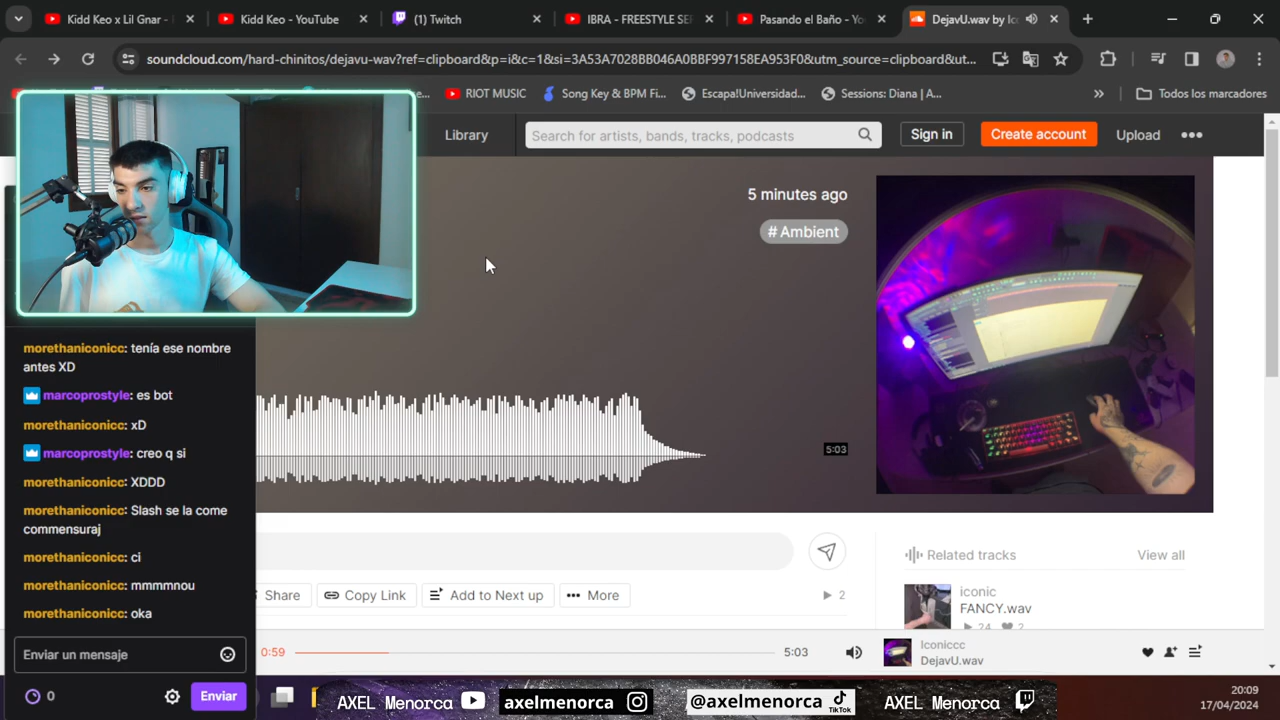 Kidd Keo x Lil Gnar -
Kidd Keo - YouTube
(1) Twitch
IBRA - FREESTYLE SE
Pasando el Baño - Yo
DejavU.wav by Ic
soundcloud.com/hard-chinitos/dejavu-wav?ref=clipboard&p=i&c=1&si=3A53A7028BB046A0BBF997158EA953F0&utm_source=clipboard&ut...
RIOT MUSIC
Song Key & BPM Fi...
Escapa!Universidad...
Sessions: Diana | A...
»
Todos los marcadores
Library
Search for artists, bands, tracks, podcasts
Sign in
Create account
Upload
5 minutes ago
# Ambient
5:03
morethaniconicc: tenía ese nombre
antes XD
marcoprostyle: es bot
morethaniconicc: xD
marcoprostyle: creo q si
morethaniconicc: XDDD
morethaniconicc: Slash se la come
commensuraj
morethaniconicc: ci
morethaniconicc: mmmmnou
morethaniconicc: oka
Share
Copy Link
Add to Next up
More
2
Related tracks
View all
iconic
FANCY.wav
24
2
Enviar un mensaje
0
Enviar
0:59
5:03
Iconiccc
DejavU.wav
AXEL Menorca
axelmenorca
@axelmenorca
TikTok
AXEL Menorca
20:09
17/04/2024